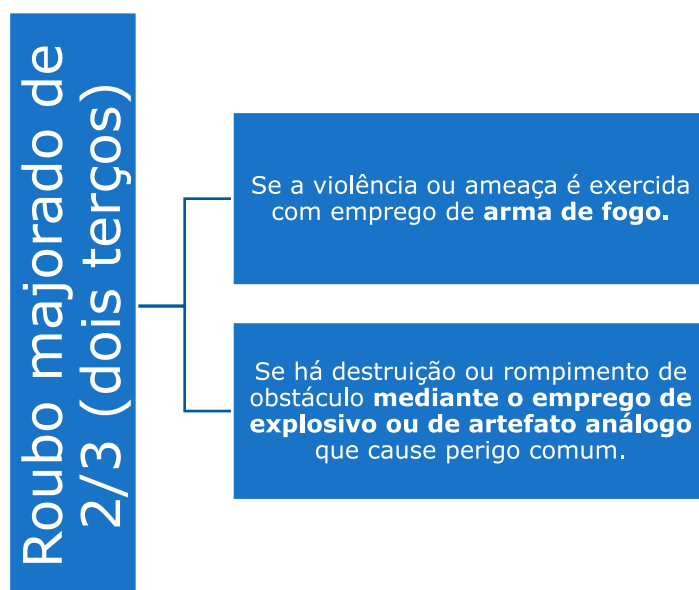 Roubo majorado de
2/3 (dois terços)
Se a violência ou ameaça é exercida
com emprego de arma de fogo.
Se há destruição ou rompimento de
obstáculo mediante o emprego de
explosivo ou de artefato análogo
que cause perigo comum.